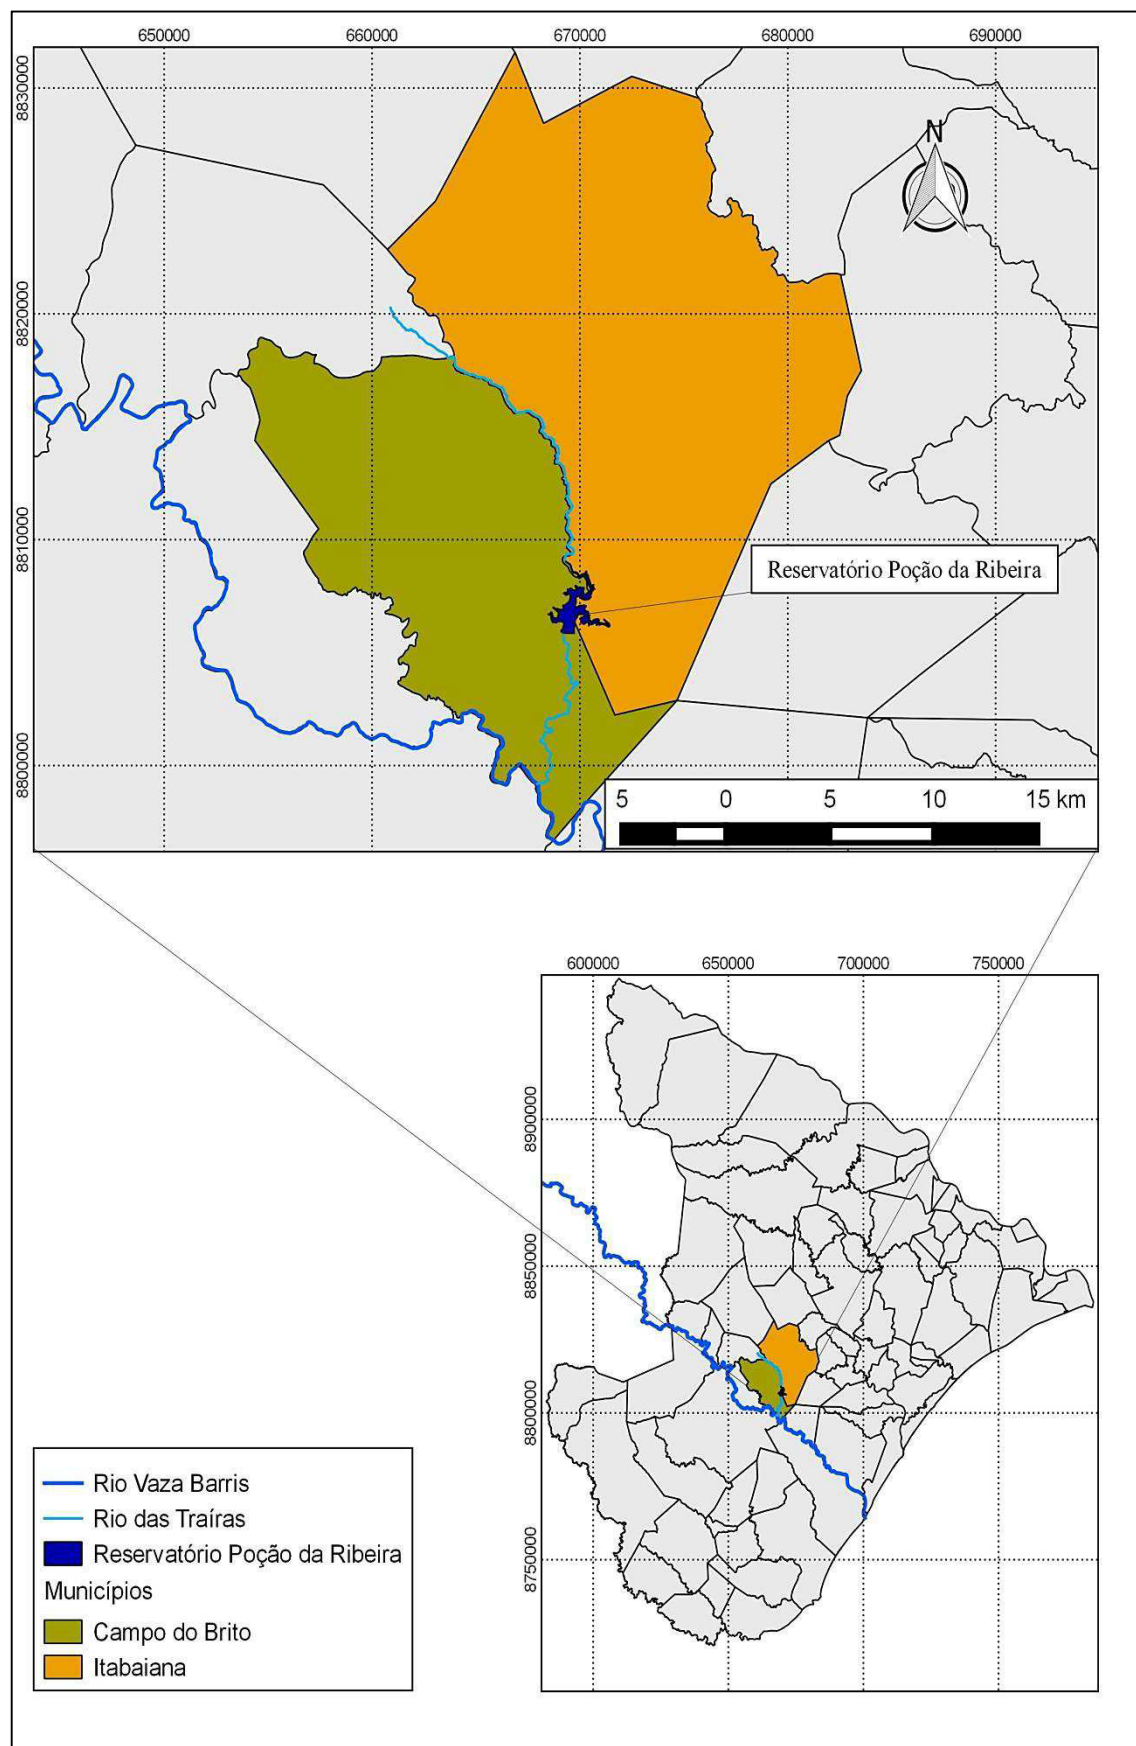 650000 660000 670000 680000 690000
8830000
N
8820000
8810000
Reservatório Poção da Ribeira
8800000
5 0 5 10 15 km
600000 650000 700000 750000
8900000
8850000
8800000
8750000
Rio Vaza Barris
Rio das Traíras
Reservatório Poção da Ribeira
Municípios
Campo do Brito
Itabaiana